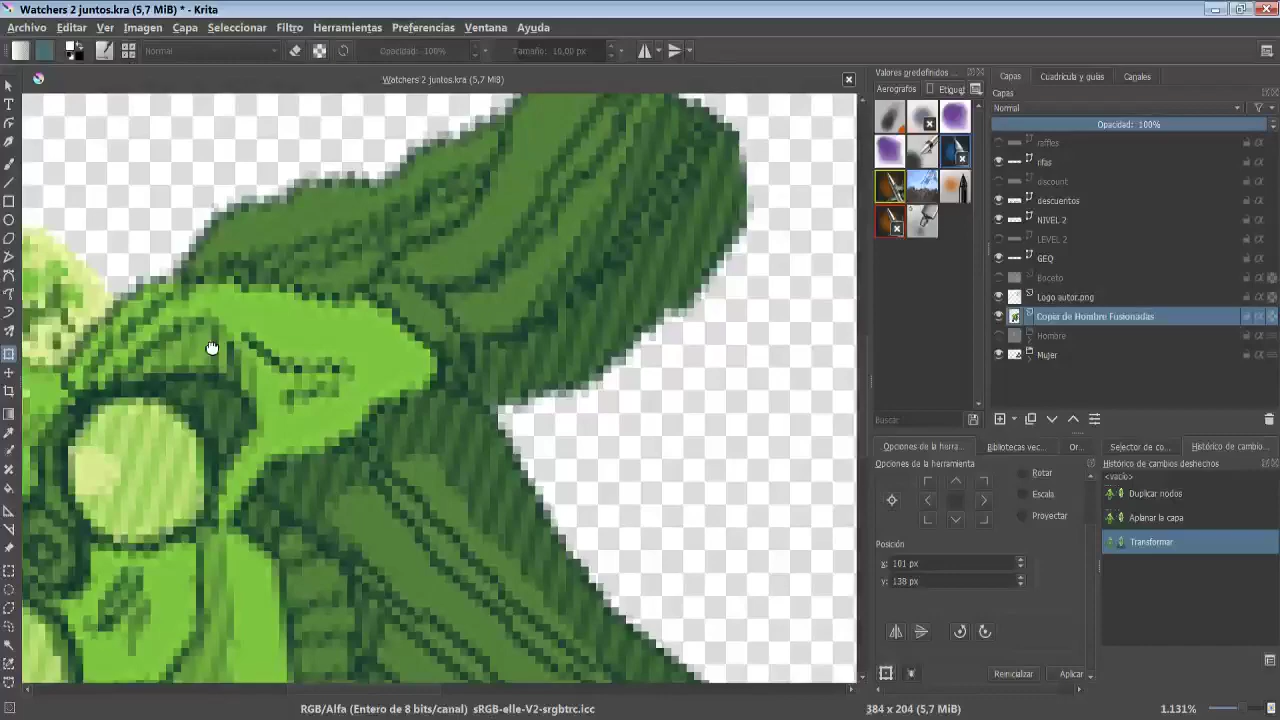 Watchers 2 juntos.kra (5,7 MiB) * - Krita
Archivo Editar Ver Imagen Capa Seleccionar Filtro Herramientas Preferencias Ventana Ayuda
Normal Opacidad: 100% Tamaño: 10,00 px
Watchers 2 juntos.kra (5,7 MiB)
Valores predefinidos ...
Aerografos Etiquet
Buscar
Capas Cuadrícula y guías Canales
Capas
Normal
Opacidad: 100%
raffles
rifas
discount
descuentos
NIVEL 2
LEVEL 2
GEQ
Boceto
Logo autor.png
Copia de Hombre Fusionadas
Hombre
Mujer
Opciones de la herra... Bibliotecas vec... Or...
Opciones de la herramienta
Rotar
Escala
Proyectar
Posición
x: 101 px
y: 138 px
Reinicializar Aplicar
Selector de co... Histórico de cambio...
Histórico de cambios deshechos
<vacío>
Duplicar nodos
Aplanar la capa
Transformar
RGB/Alfa (Entero de 8 bits/canal) sRGB-elle-V2-srgbtrc.icc
384 x 204 (5,7 MiB)
1.131%